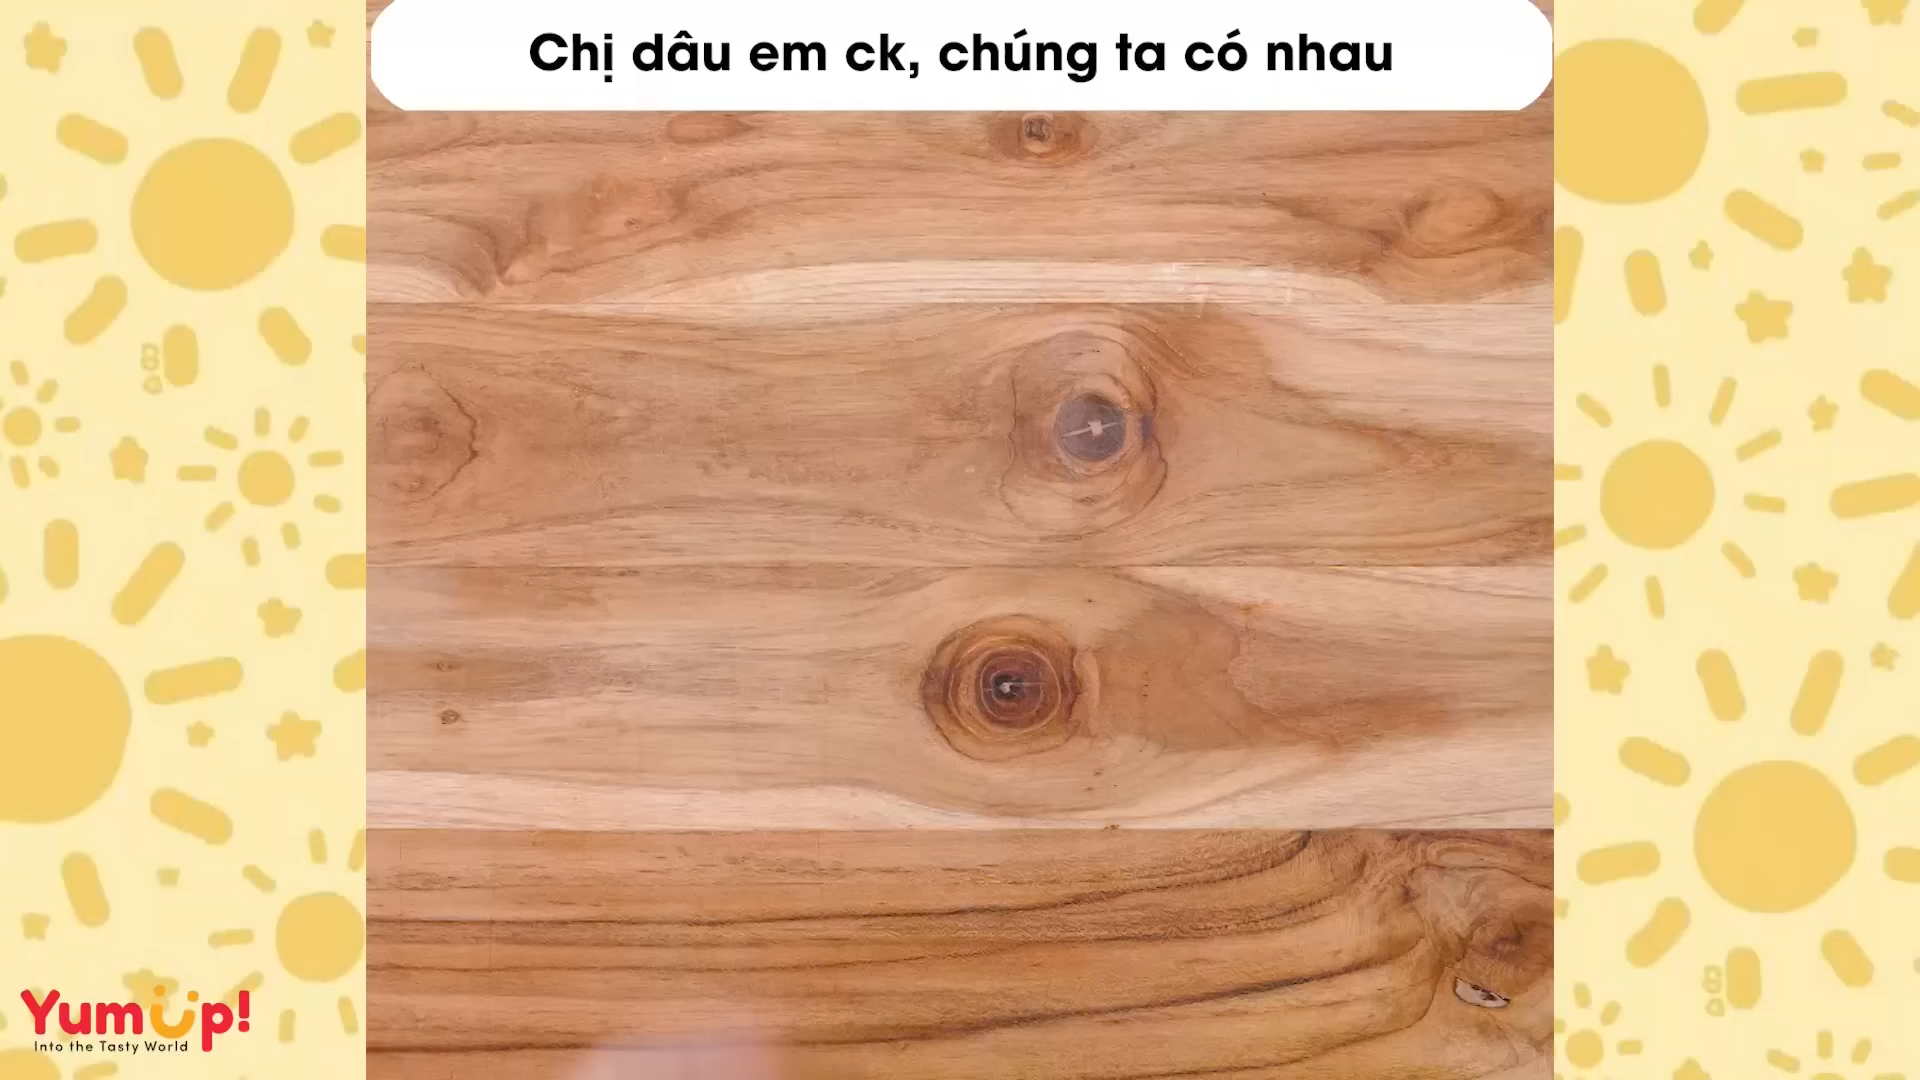 Chị dâu em ck, chúng ta có nhau
YumUp!
Into the Tasty World